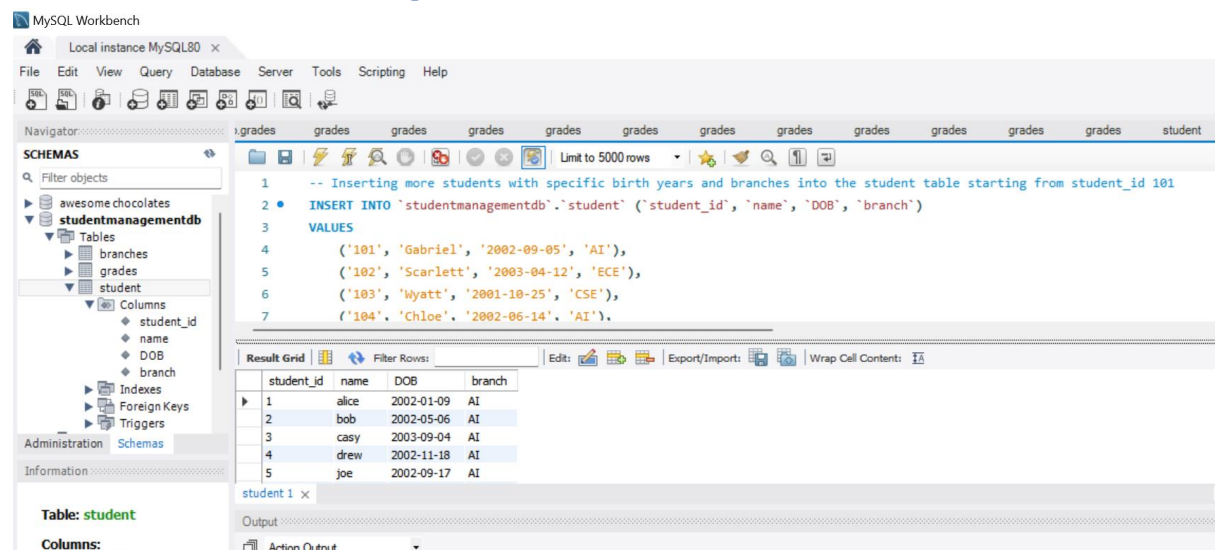 MySQL Workbench
Local instance MySQL80 ×
File Edit View Query Database Server Tools Scripting Help
Navigator
SCHEMAS
Filter objects
awesome chocolates
studentmanagementdb
Tables
branches
grades
student
Columns
student_id
name
DOB
branch
Indexes
Foreign Keys
Triggers
Administration Schemas
Information
Table: student
Columns:
.grades grades grades grades grades grades grades grades grades grades grades grades student
Limit to 5000 rows
1 -- Inserting more students with specific birth years and branches into the student table starting from student_id 101
2 INSERT INTO `studentmanagementdb`.`student` (`student_id`, `name`, `DOB`, `branch`)
3 VALUES
4 ('101', 'Gabriel', '2002-09-05', 'AI'),
5 ('102', 'Scarlett', '2003-04-12', 'ECE'),
6 ('103', 'Wyatt', '2001-10-25', 'CSE'),
7 ('104', 'Chloe', '2002-06-14', 'AI'),
Result Grid Filter Rows: Edit: Export/Import: Wrap Cell Content: IA
student_id name DOB branch
1 alice 2002-01-09 AI
2 bob 2002-05-06 AI
3 casy 2003-09-04 AI
4 drew 2002-11-18 AI
5 joe 2002-09-17 AI
student 1 ×
Output
Action Output